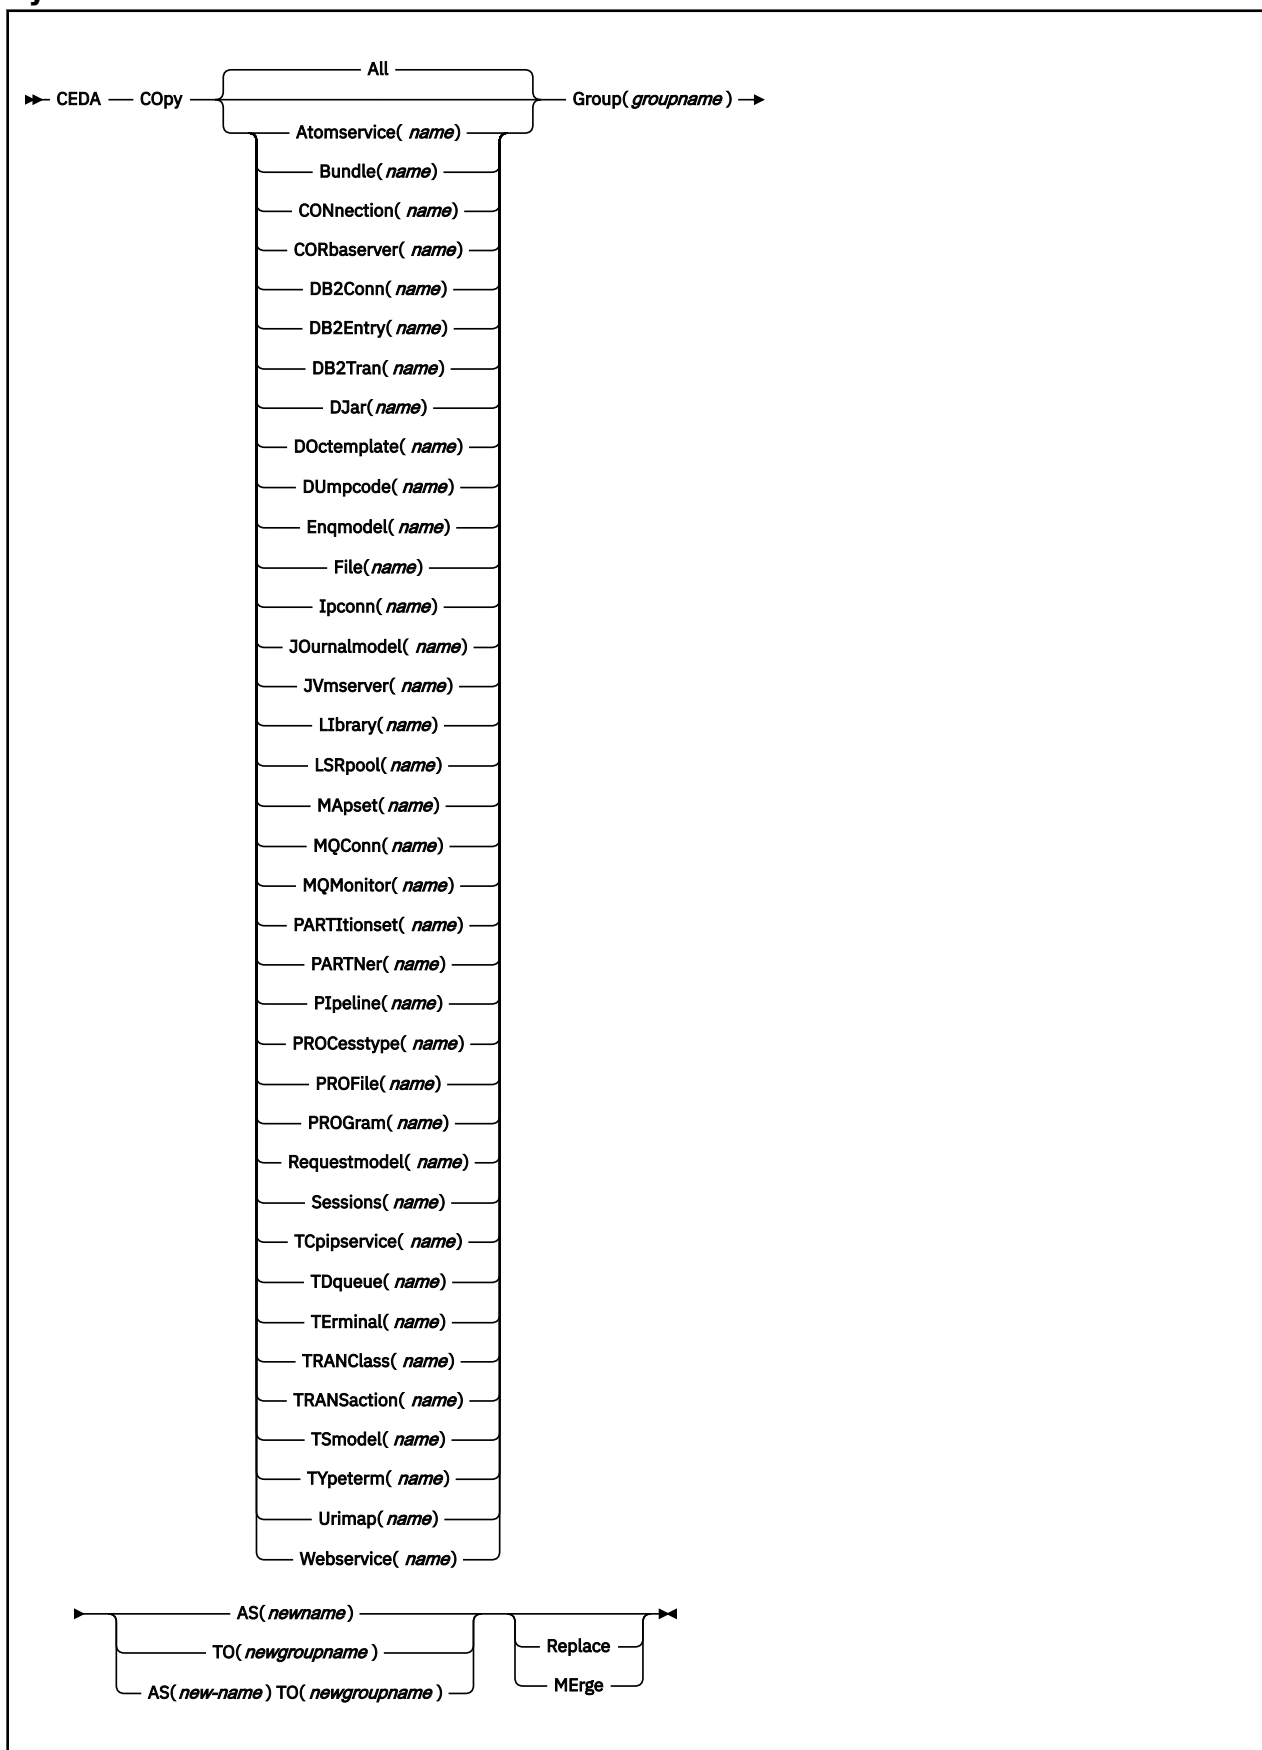 All
CEDA COpy Group(groupname)
Atomservice( name)
Bundle(name)
CONnection( name)
CORbaserver( name)
DB2Conn(name)
DB2Entry(name)
DB2Tran( name)
DJar(name)
DOctemplate( name)
DUmpcode( name)
Enqmodel( name)
File(name)
Ipconn( name)
JOurnalmodel( name)
JVmserver( name)
LIbrary( name)
LSRpool( name)
MApset( name)
MQConn( name)
MQMonitor( name)
PARTItionset( name)
PARTNer( name)
PIpeline( name)
PROCesstype( name)
PROFile( name)
PROGram( name)
Requestmodel( name)
Sessions( name)
TCpipservice( name)
TDqueue( name)
TErminal( name)
TRANClass( name)
TRANSaction( name)
TSmodel( name)
TYpeterm( name)
Urimap(name)
Webservice( name)
AS(newname)
TO(newgroupname)
Replace
AS(new-name) TO(newgroupname)
MErge